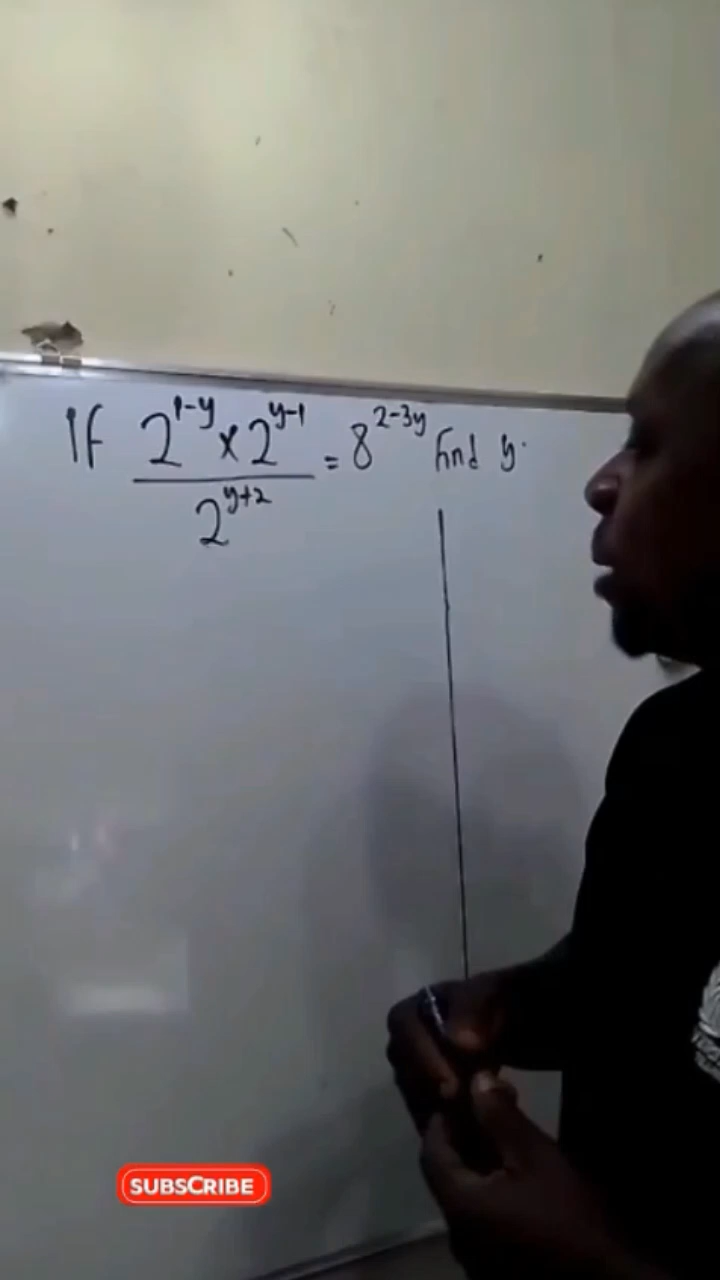 If 2^{1-y} × 2^{y-1} / 2^{y+2} = 8^{2-3y} find y.
SUBSCRIBE